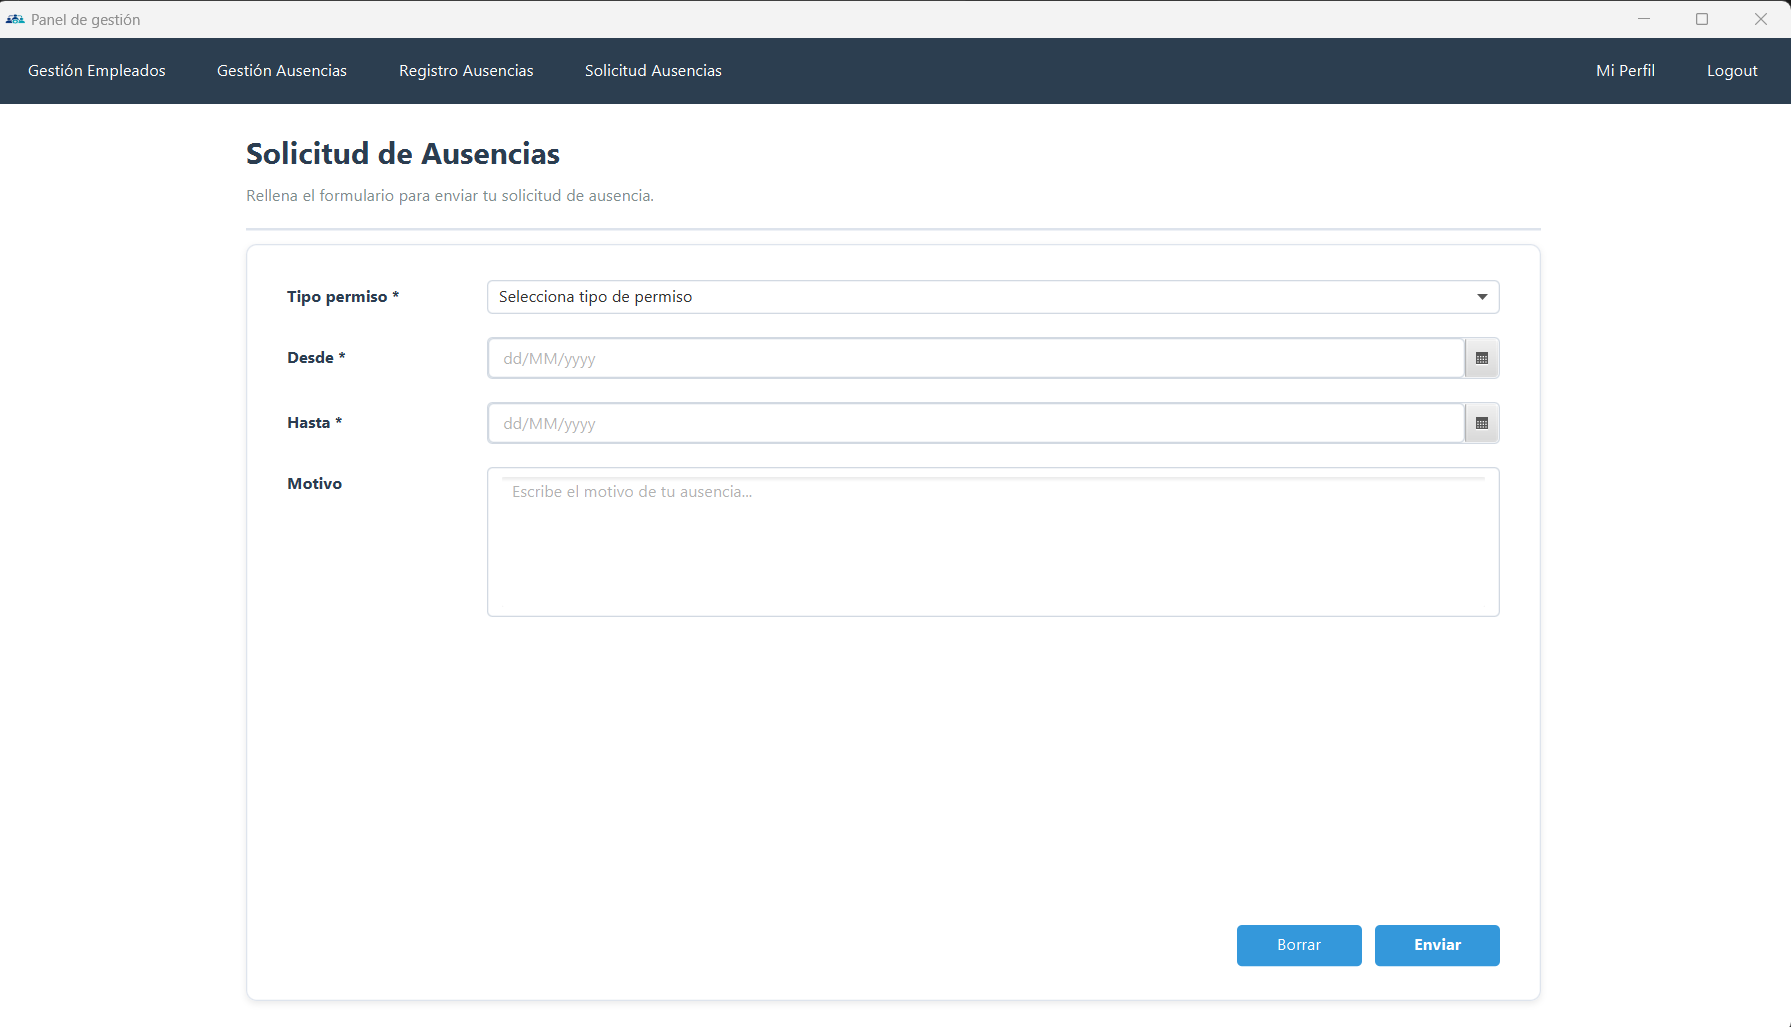 Panel de gestión
Gestión Empleados Gestión Ausencias Registro Ausencias Solicitud Ausencias Mi Perfil Logout
Solicitud de Ausencias
Rellena el formulario para enviar tu solicitud de ausencia.
Tipo permiso * Selecciona tipo de permiso
Desde * dd/MM/yyyy
Hasta * dd/MM/yyyy
Motivo Escribe el motivo de tu ausencia...
Borrar Enviar